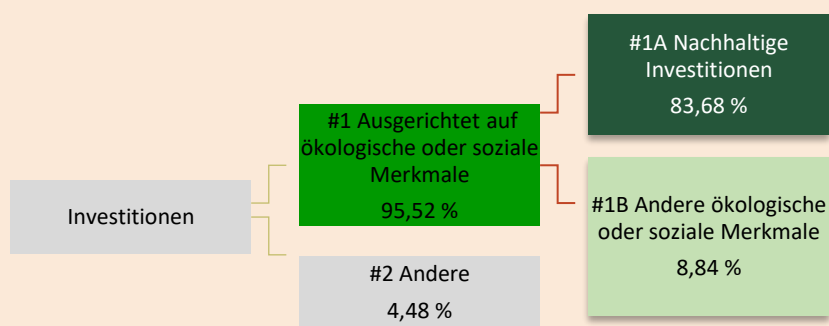 Investitionen
#1 Ausgerichtet auf
ökologische oder soziale
Merkmale
95,52 %
#2 Andere
4,48 %
#1A Nachhaltige
Investitionen
83,68 %
#1B Andere ökologische
oder soziale Merkmale
8,84 %